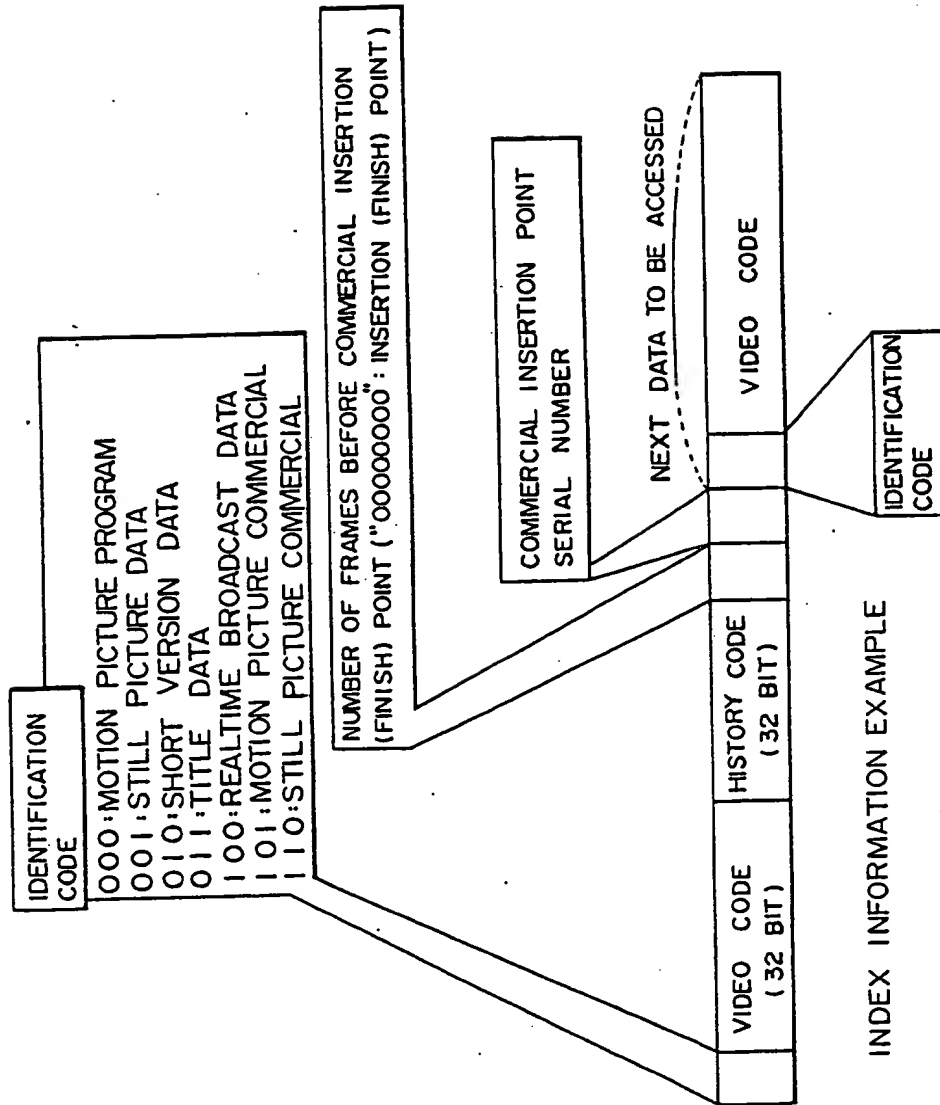 IDENTIFICATION
CODE
000:MOTION PICTURE PROGRAM
001:STILL PICTURE DATA
010:SHORT VERSION DATA
011:TITLE DATA
100:REALTIME BROADCAST DATA
101:MOTION PICTURE COMMERCIAL
110:STILL PICTURE COMMERCIAL
NUMBER OF FRAMES BEFORE COMMERCIAL INSERTION
(FINISH) POINT ("0000000": INSERTION (FINISH) POINT)
COMMERCIAL INSERTION POINT
SERIAL NUMBER
NEXT DATA TO BE ACCESSED
VIDEO CODE
(32 BIT)
HISTORY CODE
(32 BIT)
VIDEO CODE
IDENTIFICATION
CODE
INDEX INFORMATION EXAMPLE